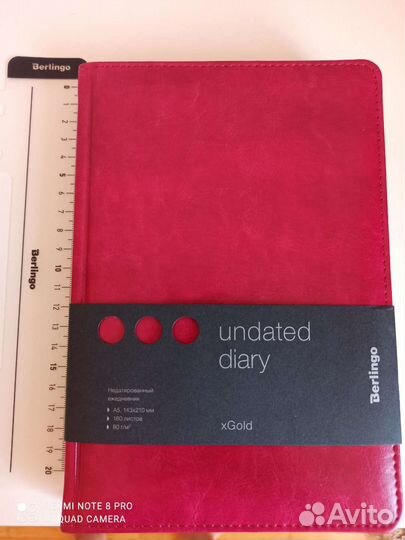 Berlingo
0
1
2
3
4
5
6
7
8
9
10
11
12
13
14
15
16
17
18
19
20
Berlingo
undated
diary
Недатированный
ежедневник
А5, 143х210 мм
160 листов
80 г/м²
xGold
Berlingo
MI NOTE 8 PRO
QUAD CAMERA
Avito